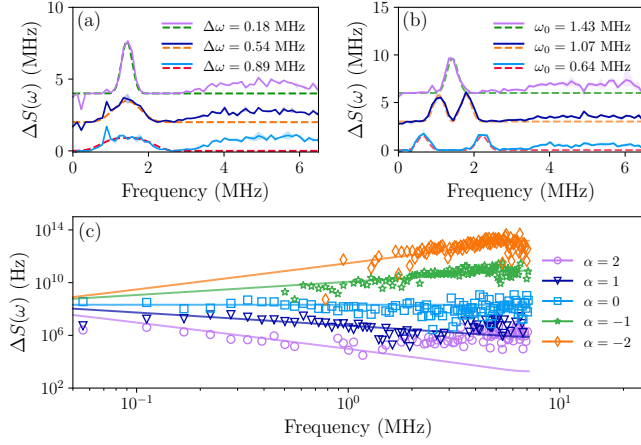 (a)
Δω = 0.18 MHz
Δω = 0.54 MHz
Δω = 0.89 MHz
ΔS(ω) (MHz)
10
5
0
0
2
4
6
Frequency (MHz)
(b)
ω₀ = 1.43 MHz
ω₀ = 1.07 MHz
ω₀ = 0.64 MHz
ΔS(ω) (MHz)
15
10
5
0
0
2
4
6
Frequency (MHz)
(c)
ΔS(ω) (Hz)
10¹⁴
10¹⁰
10⁶
10²
10⁻¹
10⁰
10¹
Frequency (MHz)
α = 2
α = 1
α = 0
α = −1
α = −2